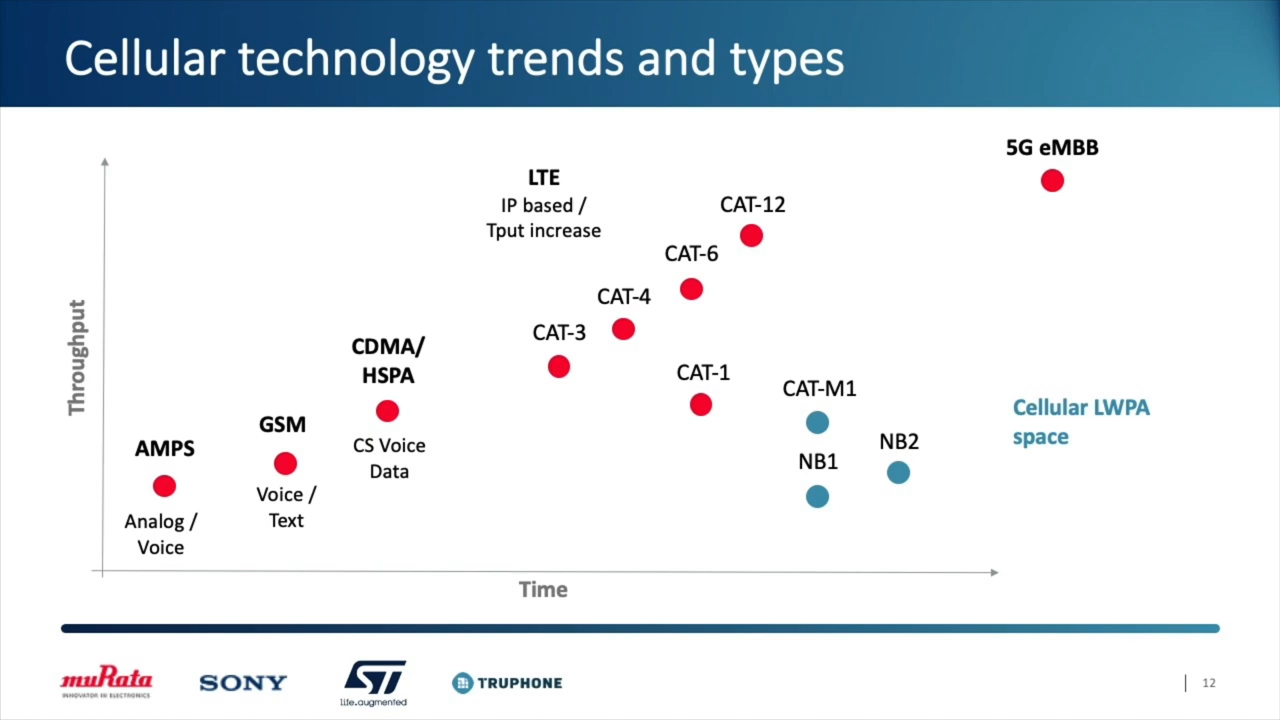 Cellular technology trends and types
5G eMBB
LTE
IP based /
Tput increase
CAT-12
CAT-6
CAT-4
CAT-3
CDMA/
HSPA
CS Voice
Data
CAT-1
CAT-M1
Cellular LWPA
space
GSM
Voice /
Text
AMPS
Analog /
Voice
NB2
NB1
Throughput
Time
muRata
INNOVATOR IN ELECTRONICS
SONY
ST
life.augmented
TRUPHONE
12